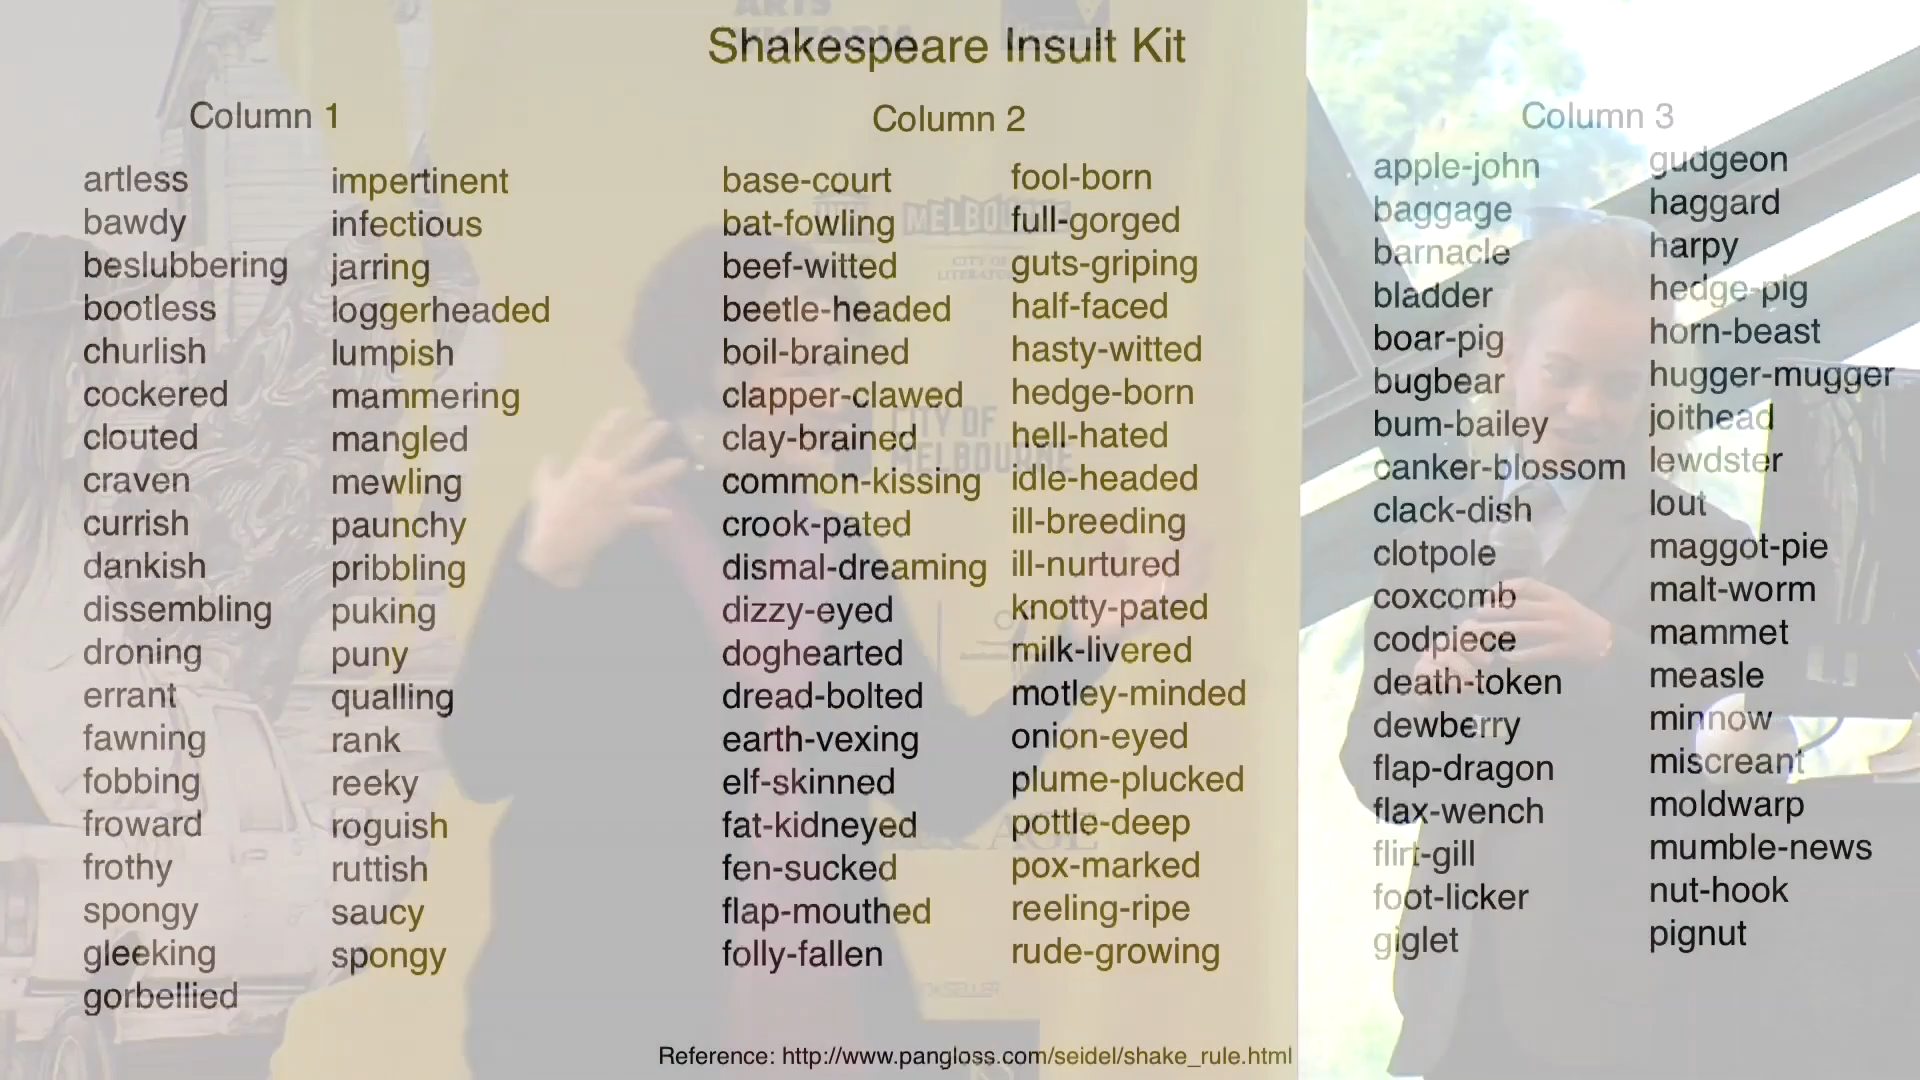 Shakespeare Insult Kit
Column 1
artless
bawdy
beslubbering
bootless
churlish
cockered
clouted
craven
currish
dankish
dissembling
droning
errant
fawning
fobbing
froward
frothy
spongy
gleeking
gorbellied
impertinent
infectious
jarring
loggerheaded
lumpish
mammering
mangled
mewling
paunchy
pribbling
puking
puny
qualling
rank
reeky
roguish
ruttish
saucy
spongy
Column 2
base-court
bat-fowling
beef-witted
beetle-headed
boil-brained
clapper-clawed
clay-brained
common-kissing
crook-pated
dismal-dreaming
dizzy-eyed
doghearted
dread-bolted
earth-vexing
elf-skinned
fat-kidneyed
fen-sucked
flap-mouthed
folly-fallen
fool-born
full-gorged
guts-griping
half-faced
hasty-witted
hedge-born
hell-hated
idle-headed
ill-breeding
ill-nurtured
knotty-pated
milk-livered
motley-minded
onion-eyed
plume-plucked
pottle-deep
pox-marked
reeling-ripe
rude-growing
Column 3
apple-john
baggage
barnacle
bladder
boar-pig
bugbear
bum-bailey
canker-blossom
clack-dish
clotpole
coxcomb
codpiece
death-token
dewberry
flap-dragon
flax-wench
flirt-gill
foot-licker
giglet
gudgeon
haggard
harpy
hedge-pig
horn-beast
hugger-mugger
joithead
lewdster
lout
maggot-pie
malt-worm
mammet
measle
minnow
miscreant
moldwarp
mumble-news
nut-hook
pignut
Reference: http://www.pangloss.com/seidel/shake_rule.html
ARTS
MELBOURNE
CITY OF
LITERATURE
CITY OF
MELBOURNE
AGE